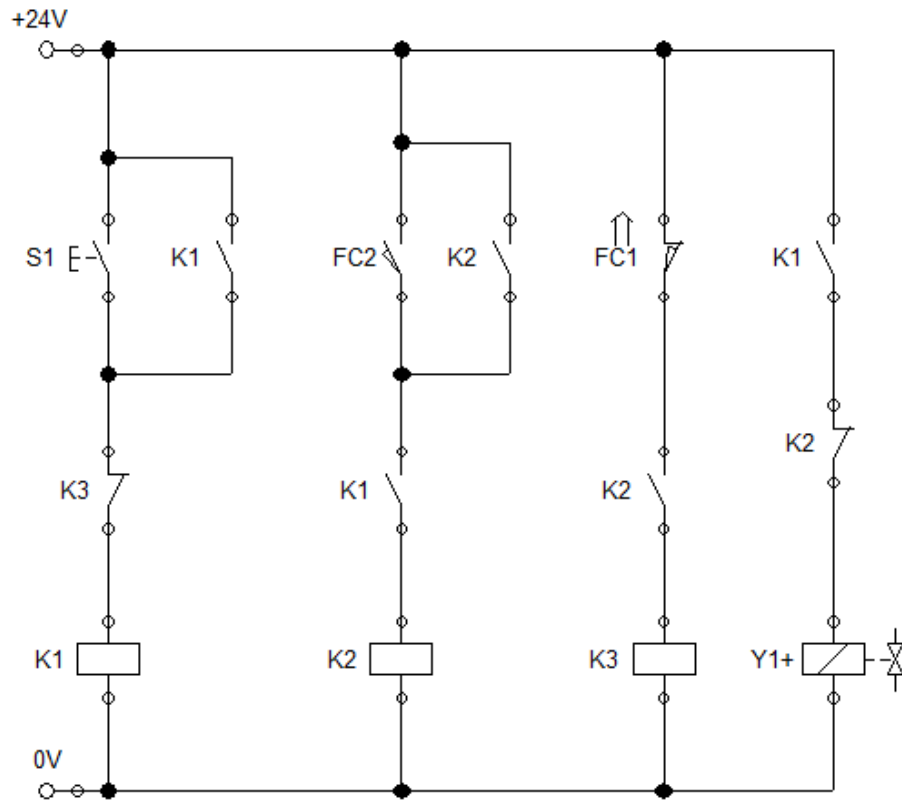 +24V
S1 K1 FC2 K2 FC1 K1
K2
K3 K1 K2
K1 K2 K3 Y1+
0V